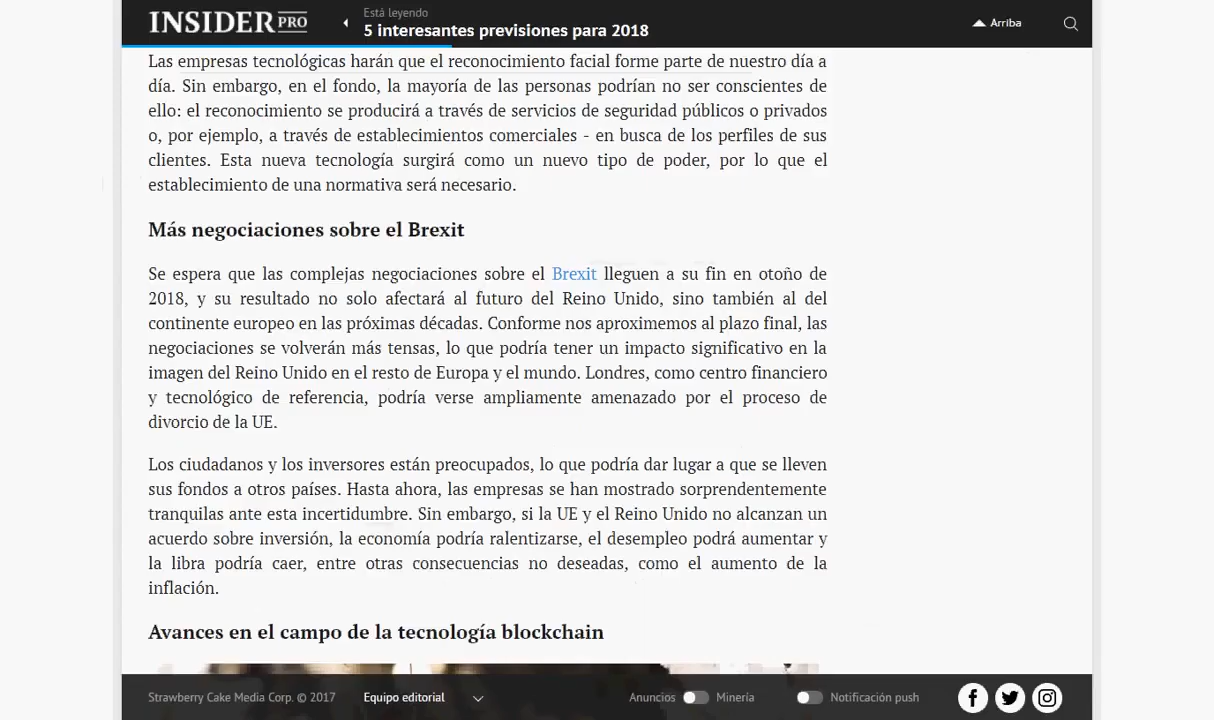 INSIDER PRO
Está leyendo
5 interesantes previsiones para 2018
Arriba
Las empresas tecnológicas harán que el reconocimiento facial forme parte de nuestro día a
día. Sin embargo, en el fondo, la mayoría de las personas podrían no ser conscientes de
ello: el reconocimiento se producirá a través de servicios de seguridad públicos o privados
o, por ejemplo, a través de establecimientos comerciales - en busca de los perfiles de sus
clientes. Esta nueva tecnología surgirá como un nuevo tipo de poder, por lo que el
establecimiento de una normativa será necesario.
Más negociaciones sobre el Brexit
Se espera que las complejas negociaciones sobre el Brexit lleguen a su fin en otoño de
2018, y su resultado no solo afectará al futuro del Reino Unido, sino también al del
continente europeo en las próximas décadas. Conforme nos aproximemos al plazo final, las
negociaciones se volverán más tensas, lo que podría tener un impacto significativo en la
imagen del Reino Unido en el resto de Europa y el mundo. Londres, como centro financiero
y tecnológico de referencia, podría verse ampliamente amenazado por el proceso de
divorcio de la UE.
Los ciudadanos y los inversores están preocupados, lo que podría dar lugar a que se lleven
sus fondos a otros países. Hasta ahora, las empresas se han mostrado sorprendentemente
tranquilas ante esta incertidumbre. Sin embargo, si la UE y el Reino Unido no alcanzan un
acuerdo sobre inversión, la economía podría ralentizarse, el desempleo podrá aumentar y
la libra podría caer, entre otras consecuencias no deseadas, como el aumento de la
inflación.
Avances en el campo de la tecnología blockchain
Strawberry Cake Media Corp. © 2017
Equipo editorial
Anuncios
Minería
Notificación push